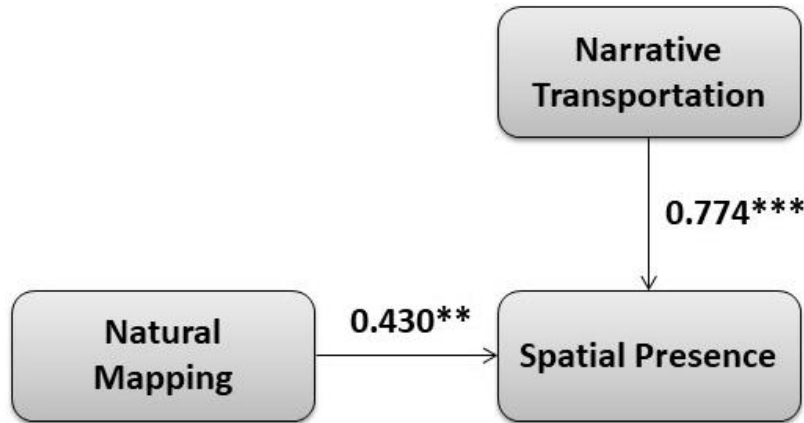 Narrative
Transportation
0.774***
Natural
Mapping
0.430**
Spatial Presence